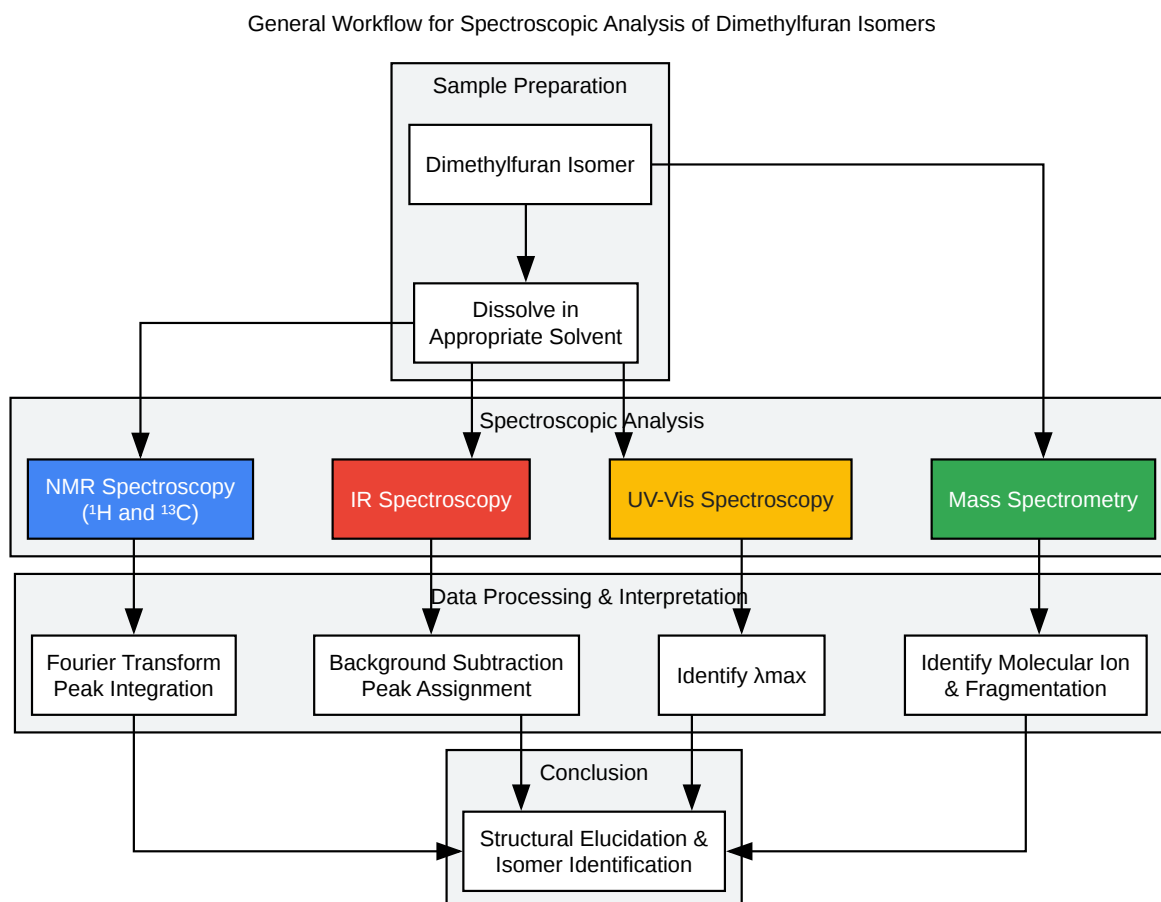 General Workflow for Spectroscopic Analysis of Dimethylfuran Isomers
Sample Preparation
Dimethylfuran Isomer
Dissolve in
Appropriate Solvent
Spectroscopic Analysis
NMR Spectroscopy
(¹H and ¹³C)
IR Spectroscopy
UV-Vis Spectroscopy
Mass Spectrometry
Data Processing & Interpretation
Fourier Transform
Peak Integration
Background Subtraction
Peak Assignment
Identify λmax
Identify Molecular Ion
& Fragmentation
Conclusion
Structural Elucidation &
Isomer Identification